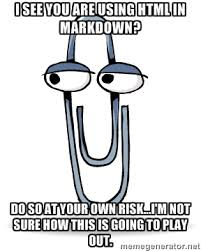 I SEE YOU ARE USING HTML IN
MARKDOWN?
DO SO AT YOUR OWN RISK...I'M NOT
SURE HOW THIS IS GOING TO PLAY
OUT.
memegenerator.net